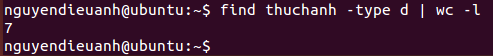 nguyendieuanh@ubuntu:~$ find thuchanh -type d | wc -l
7
nguyendieuanh@ubuntu:~$